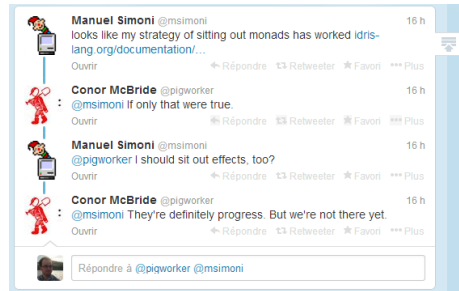 Manuel Simoni @msimoni 16 h
looks like my strategy of sitting out monads has worked idris-
lang.org/documentation/…
Ouvrir Répondre Retweeter Favori Plus
Conor McBride @pigworker 16 h
@msimoni If only that were true.
Ouvrir Répondre Retweeter Favori Plus
Manuel Simoni @msimoni 16 h
@pigworker I should sit out effects, too?
Ouvrir Répondre Retweeter Favori Plus
Conor McBride @pigworker 16 h
@msimoni They're definitely progress. But we're not there yet.
Ouvrir Répondre Retweeter Favori Plus
Répondre à @pigworker @msimoni